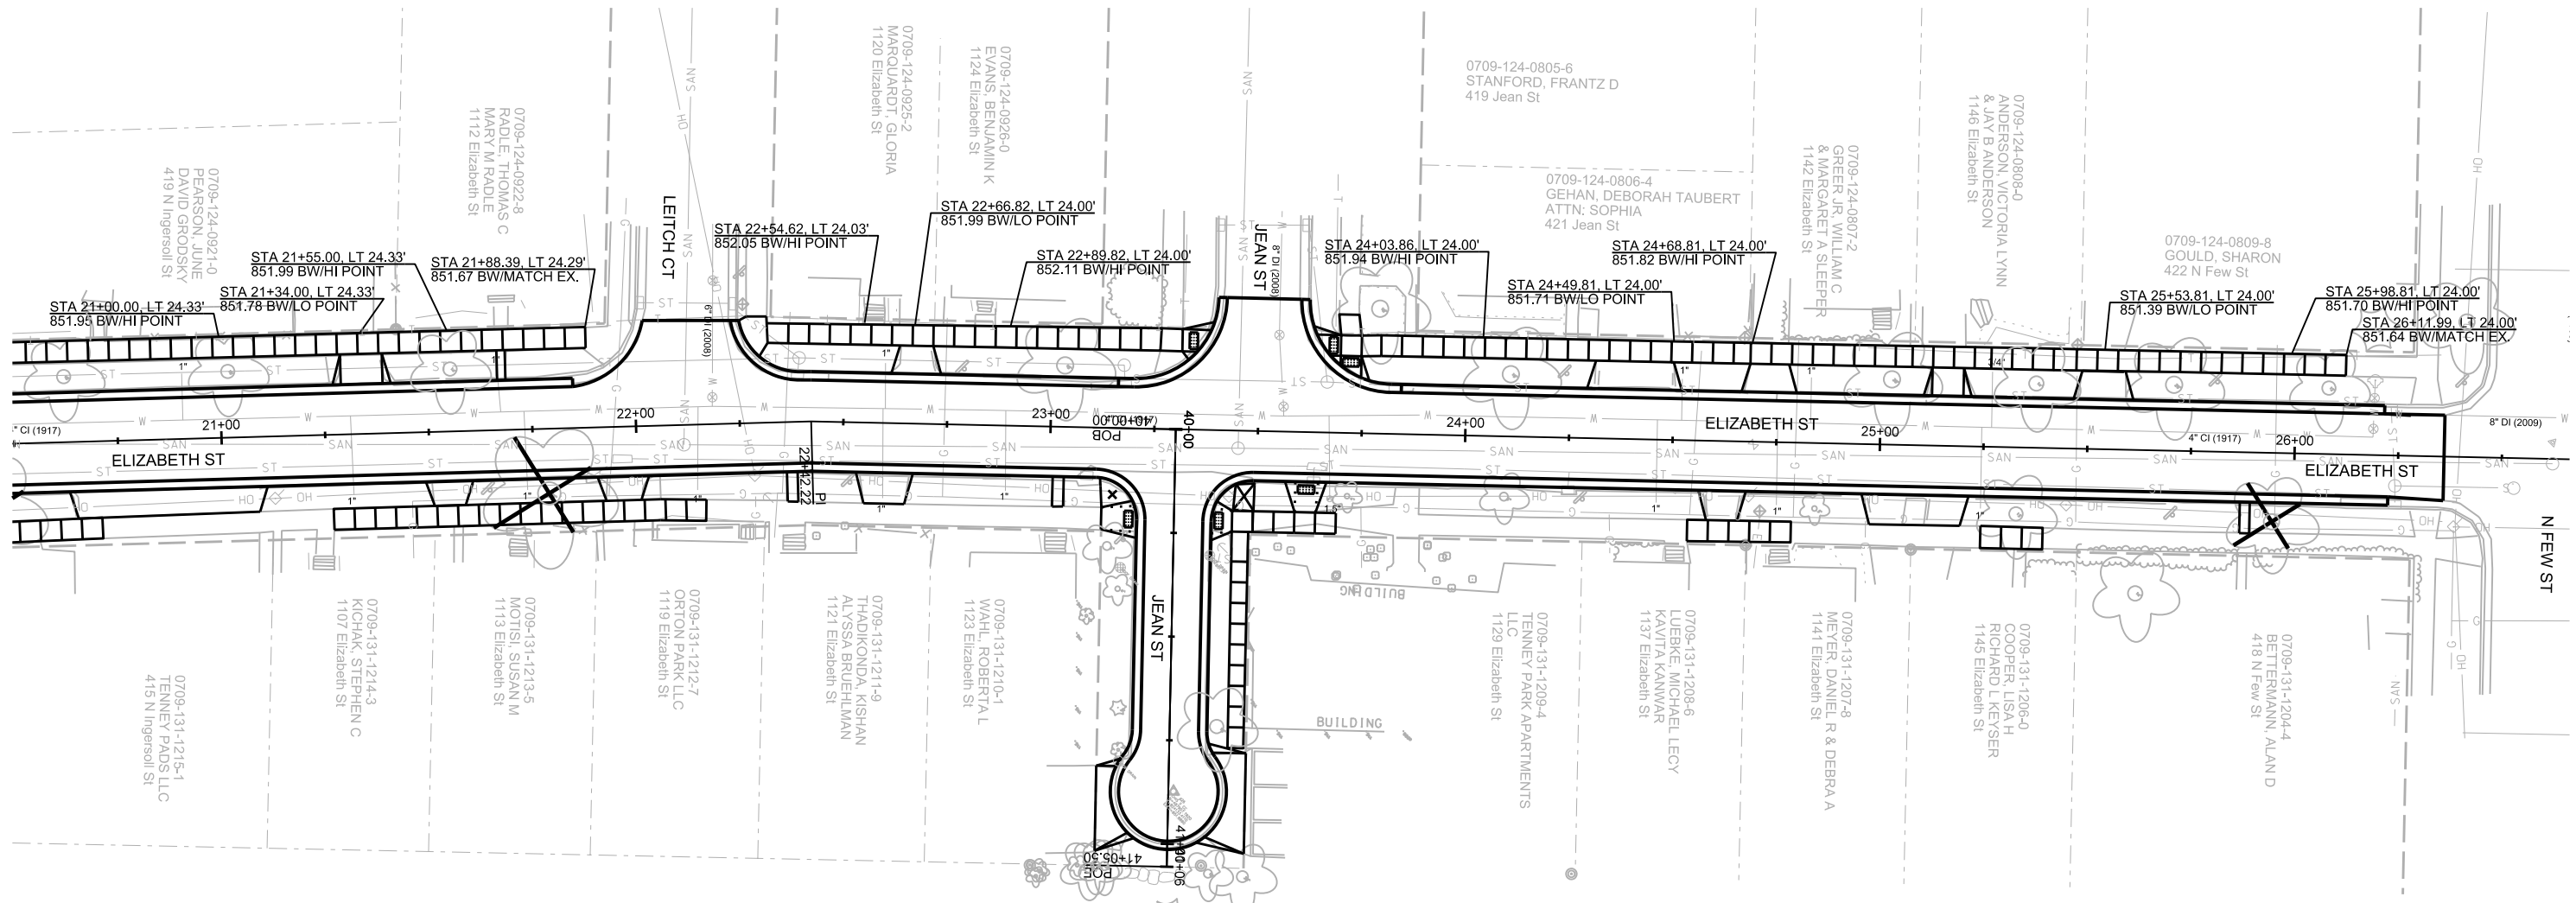 0709-124-0921-0
PEARSON, JUNE
DAVID GRODSKY
419 N Ingersoll St
0709-124-0922-8
RADLE, THOMAS C
MARY M RADLE
1112 Elizabeth St
0709-124-0925-2
MARQUARDT, GLORIA
1120 Elizabeth St
0709-124-0926-0
EVANS, BENJAMIN K
1124 Elizabeth St
0709-124-0805-6
STANFORD, FRANTZ D
419 Jean St
0709-124-0806-4
GEHAN, DEBORAH TAUBERT
ATTN: SOPHIA
421 Jean St
0709-124-0807-2
GREER JR, WILLIAM C
& MARGARET A SLEEPER
1142 Elizabeth St
0709-124-0808-0
ANDERSON, VICTORIA LYNN
& JAY B ANDERSON
1146 Elizabeth St
0709-124-0809-8
GOULD, SHARON
422 N Few St
STA 21+00.00, LT 24.33'
851.95 BW/HI POINT
STA 21+34.00, LT 24.33'
851.78 BW/LO POINT
STA 21+55.00, LT 24.33'
851.99 BW/HI POINT
STA 21+88.39, LT 24.29'
851.67 BW/MATCH EX.
LEITCH CT
6" DI (2008)
STA 22+54.62, LT 24.03'
852.05 BW/HI POINT
STA 22+66.82, LT 24.00'
851.99 BW/LO POINT
STA 22+89.82, LT 24.00'
852.11 BW/HI POINT
JEAN ST
8" DI (2008)
STA 24+03.86, LT 24.00'
851.94 BW/HI POINT
STA 24+49.81, LT 24.00'
851.71 BW/LO POINT
STA 24+68.81, LT 24.00'
851.82 BW/HI POINT
STA 25+53.81, LT 24.00'
851.39 BW/LO POINT
STA 25+98.81, LT 24.00'
851.70 BW/HI POINT
STA 26+11.99, LT 24.00'
851.64 BW/MATCH EX.
" CI (1917)
21+00
22+00
23+00
40+00
24+00
25+00
26+00
POB
ELIZABETH ST
ELIZABETH ST
ELIZABETH ST
4" CI (1917)
8" DI (2009)
PI
22+42.22
N FEW ST
JEAN ST
BUILDING
BUILDING
POE
41+05.50
0709-131-1215-1
TENNEY PADS LLC
415 N Ingersoll St
0709-131-1214-3
KICHAK, STEPHEN C
1107 Elizabeth St
0709-131-1213-5
MOTISI, SUSAN M
1113 Elizabeth St
0709-131-1212-7
ORTON PARK LLC
1119 Elizabeth St
0709-131-1211-9
THADIKONDA, KISHAN
ALYSSA BRUEHLMAN
1121 Elizabeth St
0709-131-1210-1
WAHL, ROBERTA L
1123 Elizabeth St
0709-131-1209-4
TENNEY PARK APARTMENTS
LLC
1129 Elizabeth St
0709-131-1208-6
LUEBKE, MICHAEL LECY
KAVITA KANWAR
1137 Elizabeth St
0709-131-1207-8
MEYER, DANIEL R & DEBRA A
1141 Elizabeth St
0709-131-1206-0
COOPER, LISA H
RICHARD L KEYSER
1145 Elizabeth St
0709-131-1204-4
BETTERMANN, ALAN D
418 N Few St